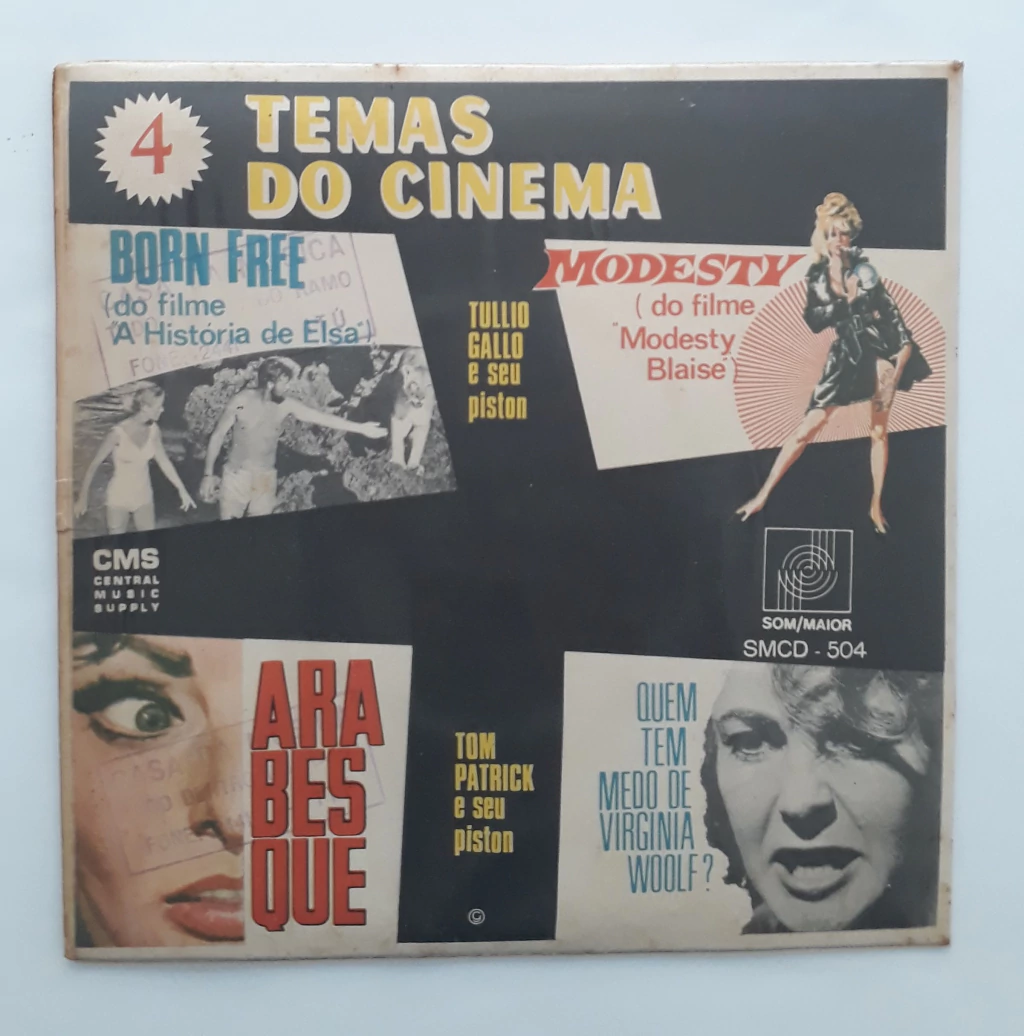 4
TEMAS
DO CINEMA
BORN FREE
(do filme
"A História de Elsa")
TULLIO
GALLO
e seu
piston
MODESTY
(do filme
"Modesty
Blaise")
CMS
CENTRAL
MUSIC
SUPPLY
SOM/MAIOR
SMCD - 504
ARA
BES
QUE
TOM
PATRICK
e seu
piston
QUEM
TEM
MEDO DE
VIRGINIA
WOOLF?
CASA
FONE